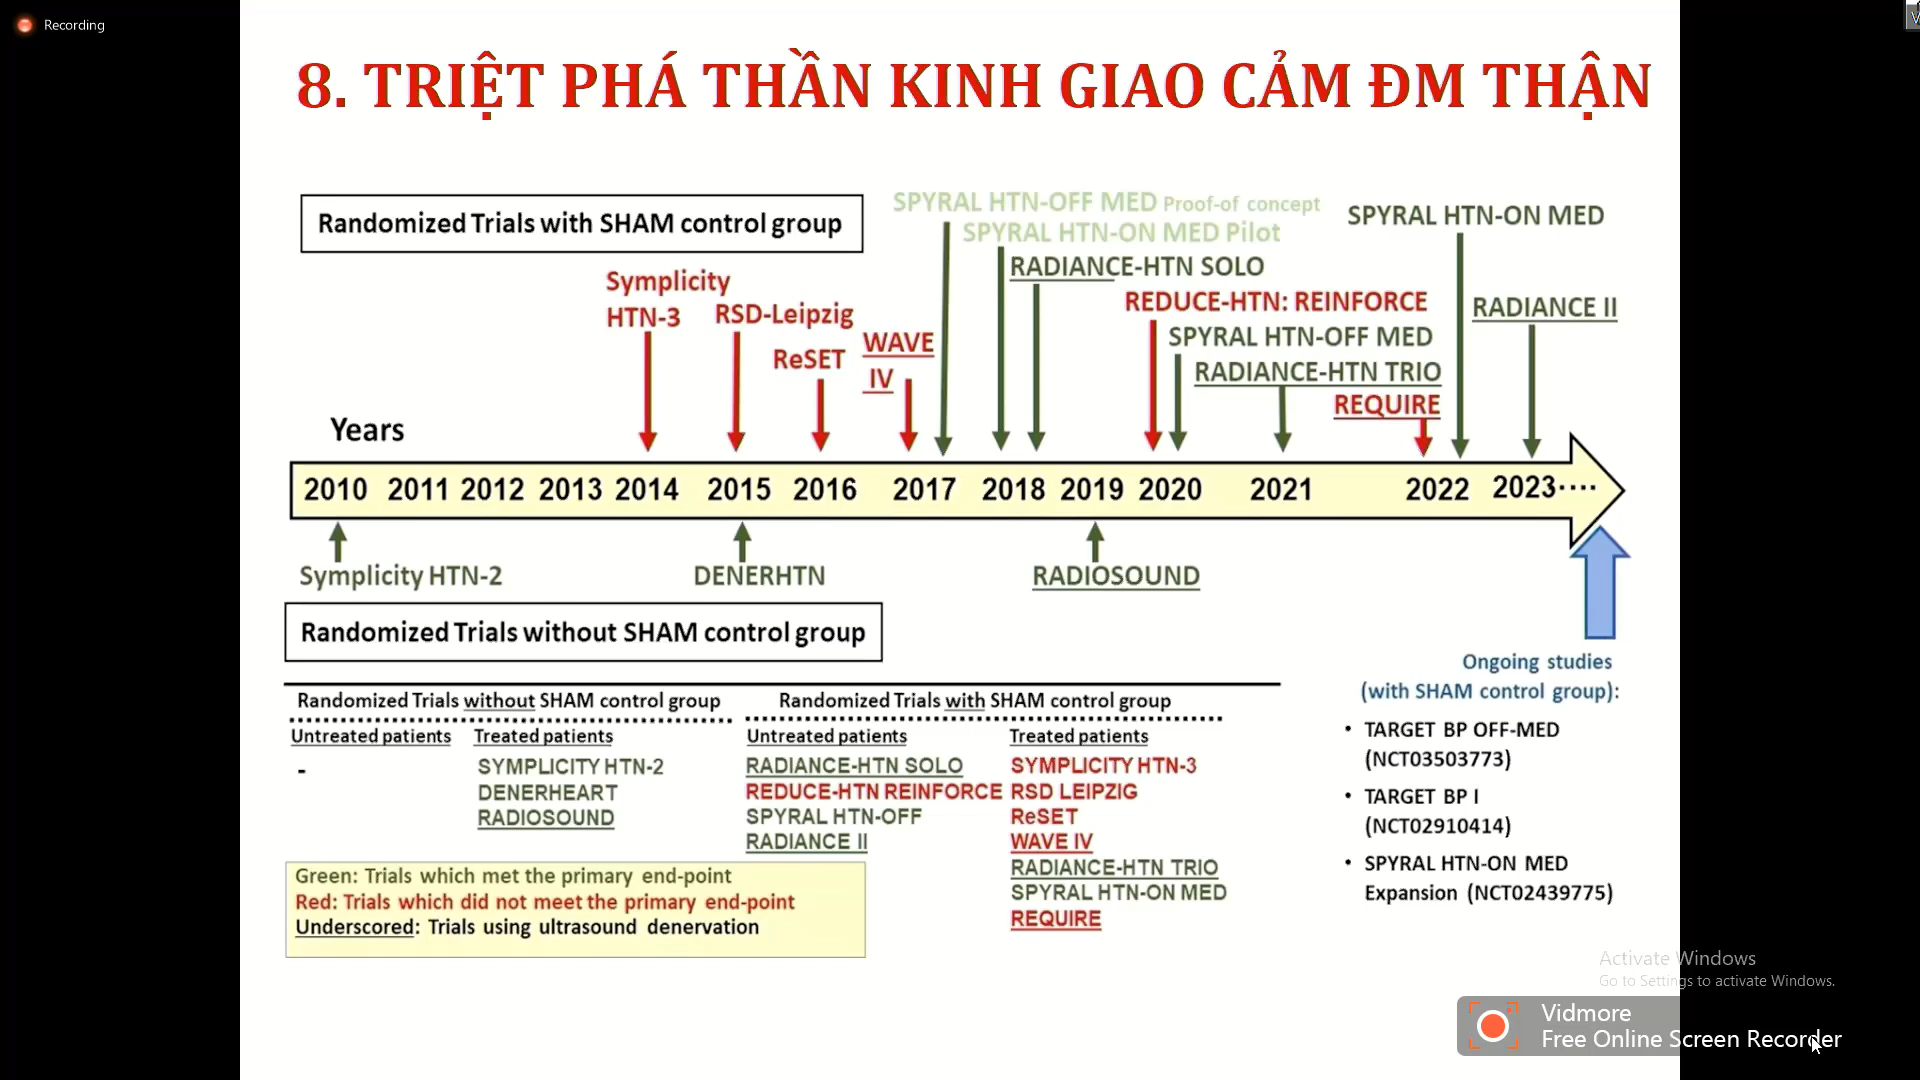 Recording
8. TRIỆT PHÁ THẦN KINH GIAO CẢM ĐM THẬN
Randomized Trials with SHAM control group
SPYRAL HTN-OFF MED Proof-of concept
SPYRAL HTN-ON MED Pilot
SPYRAL HTN-ON MED
RADIANCE-HTN SOLO
Symplicity
HTN-3
RSD-Leipzig
REDUCE-HTN: REINFORCE
RADIANCE II
ReSET
WAVE
IV
SPYRAL HTN-OFF MED
RADIANCE-HTN TRIO
REQUIRE
Years
2010 2011 2012 2013 2014 2015 2016 2017 2018 2019 2020 2021 2022 2023....
Symplicity HTN-2
DENERHTN
RADIOSOUND
Randomized Trials without SHAM control group
Randomized Trials without SHAM control group
Untreated patients
-
Treated patients
SYMPLICITY HTN-2
DENERHEART
RADIOSOUND
Randomized Trials with SHAM control group
Untreated patients
RADIANCE-HTN SOLO
REDUCE-HTN REINFORCE
SPYRAL HTN-OFF
RADIANCE II
Treated patients
SYMPLICITY HTN-3
RSD LEIPZIG
ReSET
WAVE IV
RADIANCE-HTN TRIO
SPYRAL HTN-ON MED
REQUIRE
Green: Trials which met the primary end-point
Red: Trials which did not meet the primary end-point
Underscored: Trials using ultrasound denervation
Ongoing studies
(with SHAM control group):
• TARGET BP OFF-MED
(NCT03503773)
• TARGET BP I
(NCT02910414)
• SPYRAL HTN-ON MED
Expansion (NCT02439775)
Activate Windows
Go to Settings to activate Windows.
Vidmore
Free Online Screen Recorder